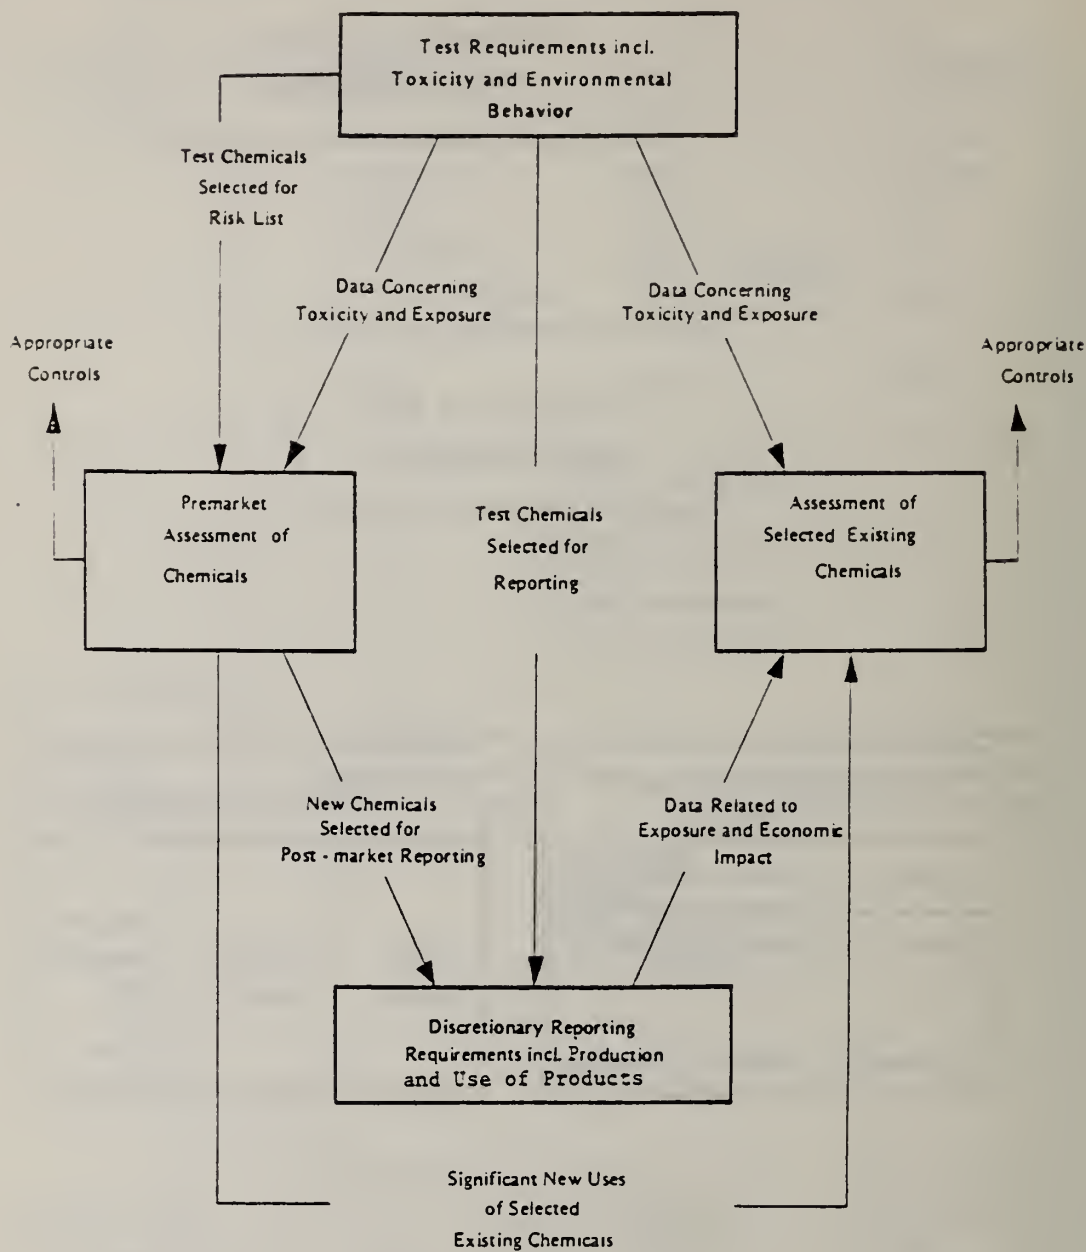 Test Requirements incl.
Toxicity and Environmental
Behavior
Test Chemicals
Selected for
Risk List
Data Concerning
Toxicity and Exposure
Data Concerning
Toxicity and Exposure
Appropriate
Controls
Appropriate
Controls
Premarket
Assessment of
Chemicals
Test Chemicals
Selected for
Reporting
Assessment of
Selected Existing
Chemicals
New Chemicals
Selected for
Post - market Reporting
Data Related to
Exposure and Economic
Impact
Discretionary Reporting
Requirements incl. Production
and Use of Products
Significant New Uses
of Selected
Existing Chemicals